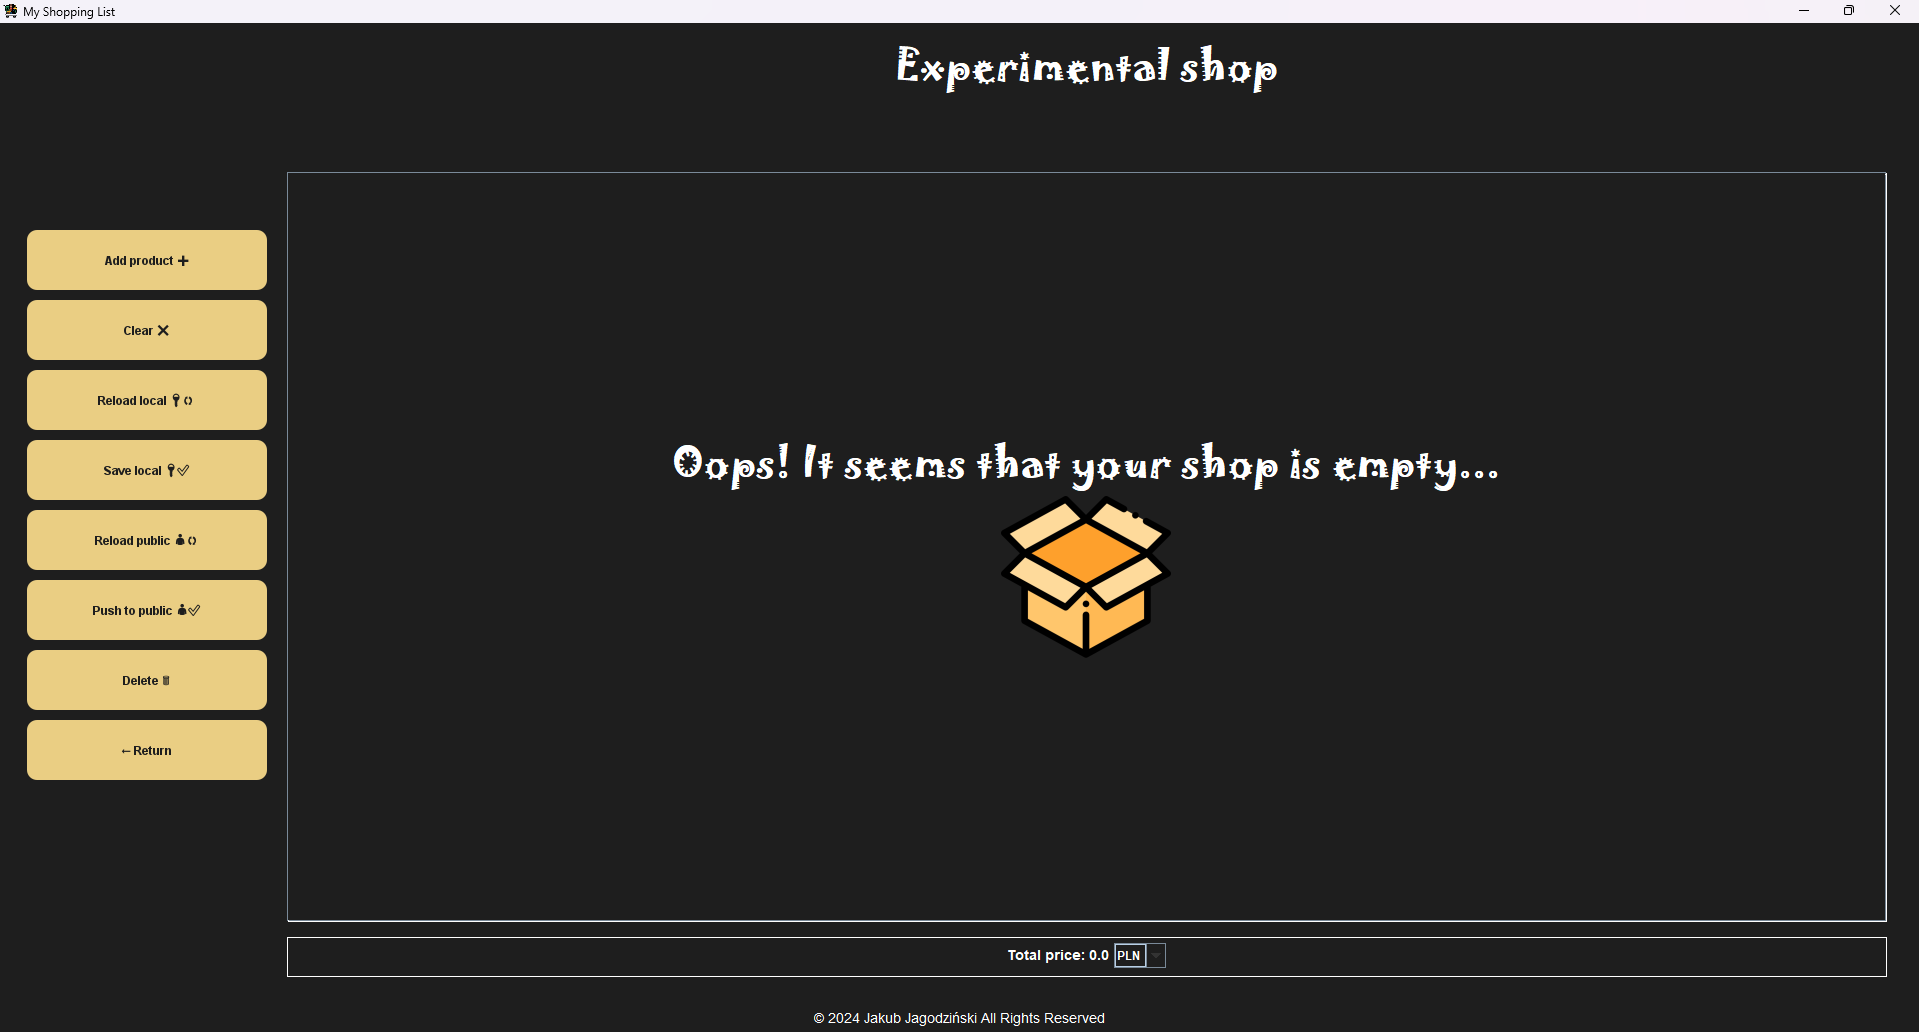 My Shopping List
Experimental shop
Add product ➕
Clear ✕
Reload local
Save local
Reload public
Push to public
Delete
← Return
Oops! It seems that your shop is empty...
Total price: 0.0 PLN
© 2024 Jakub Jagodziński All Rights Reserved